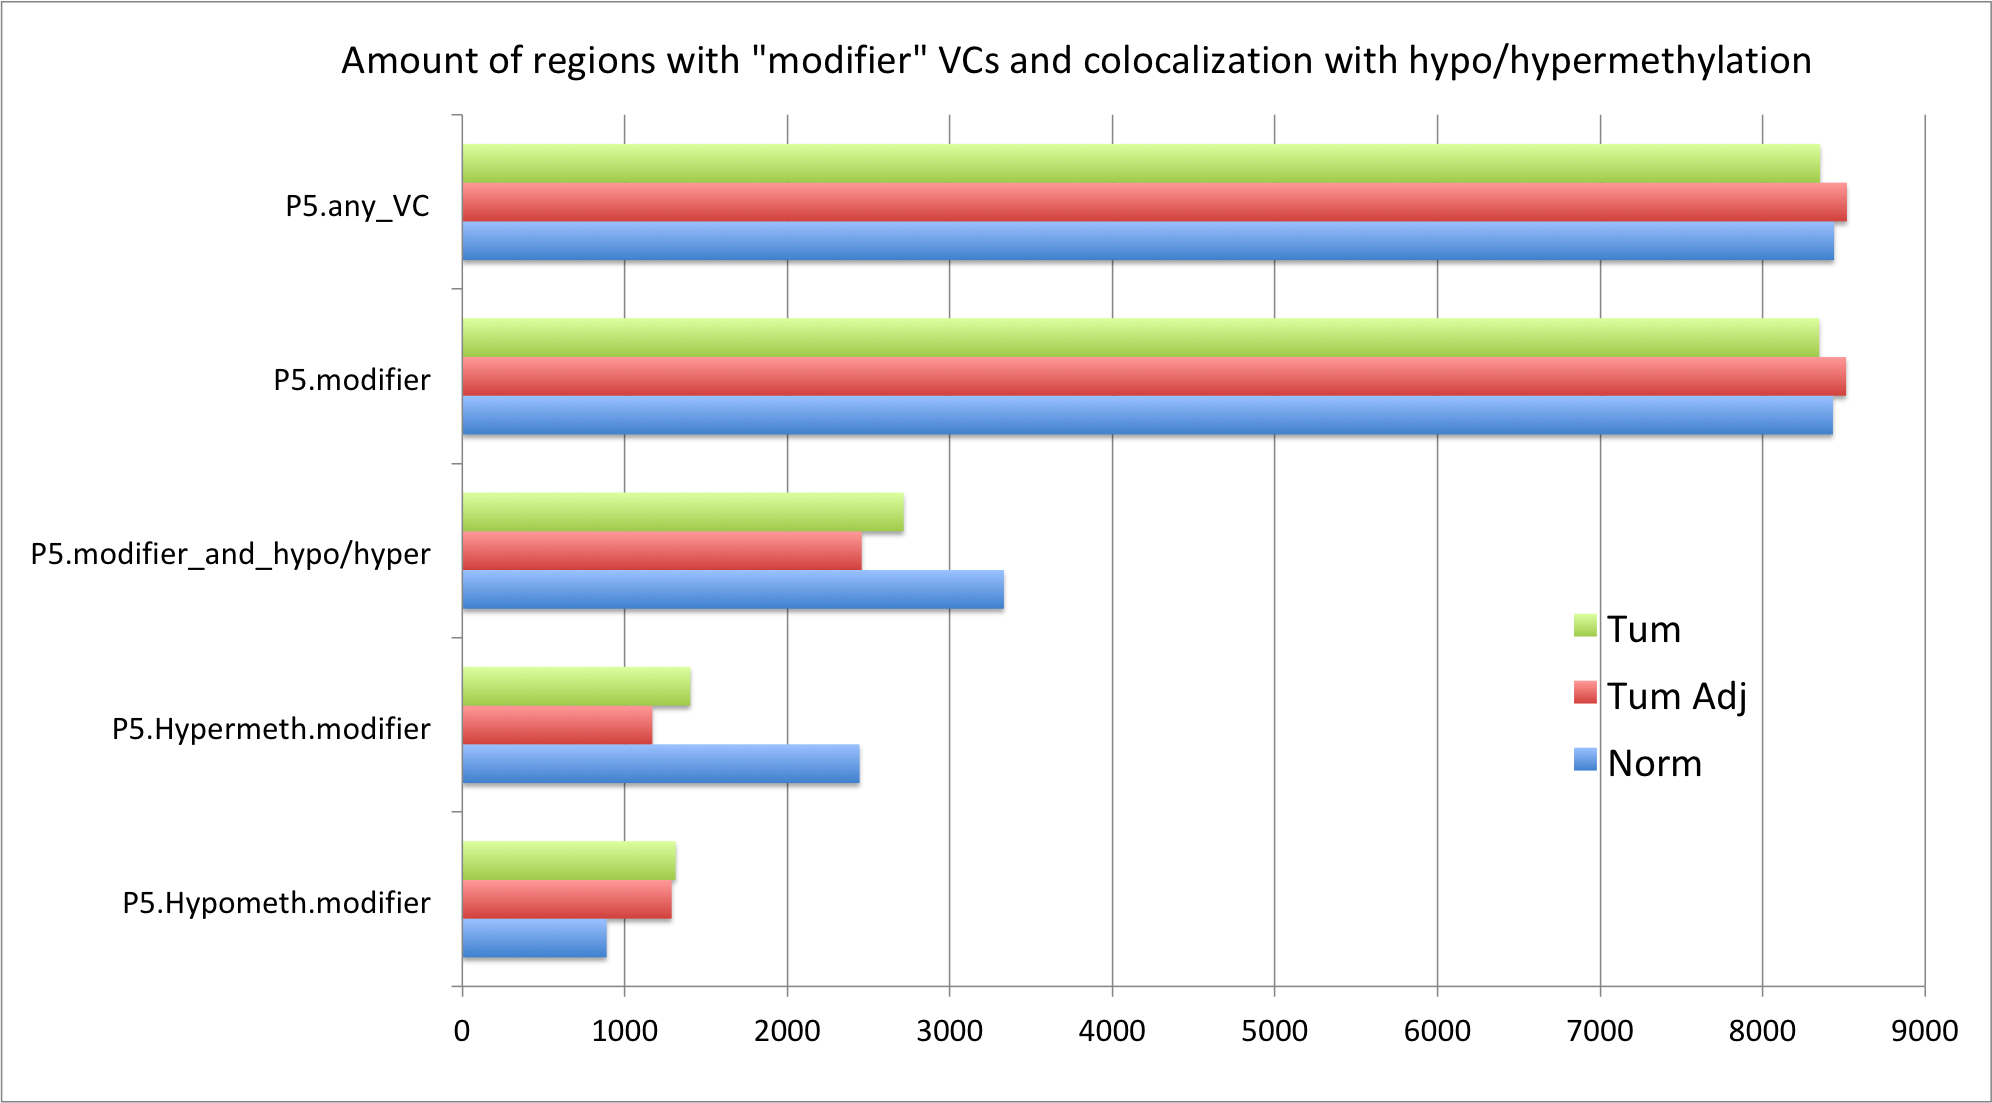 Amount of regions with "modifier" VCs and colocalization with hypo/hypermethylation
P5.any_VC
P5.modifier
P5.modifier_and_hypo/hyper
P5.Hypermeth.modifier
P5.Hypometh.modifier
Tum
Tum Adj
Norm
0 1000 2000 3000 4000 5000 6000 7000 8000 9000